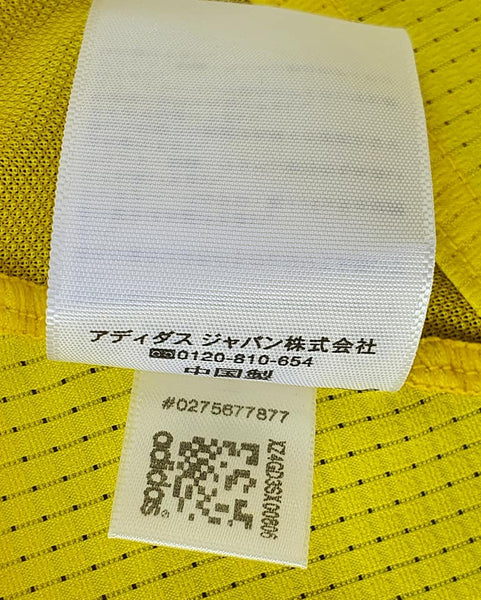 アディダス ジャパン株式会社
0120-810-654
中国製
#0275677877
adidas